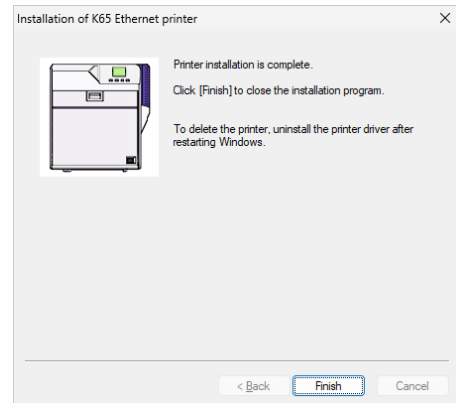 Installation of K65 Ethernet printer
Printer installation is complete.
Click [Finish] to close the installation program.
To delete the printer, uninstall the printer driver after
restarting Windows.
< Back
Finish
Cancel